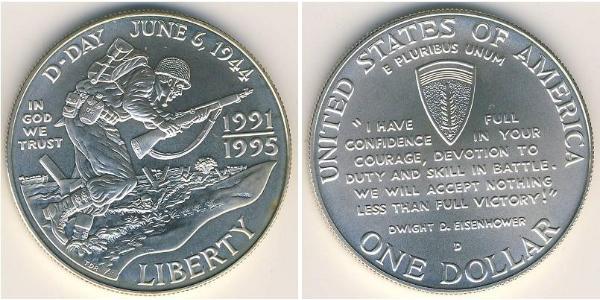 D-DAY JUNE 6, 1944
IN
GOD
WE
TRUST
1991
1995
LIBERTY
UNITED STATES OF AMERICA
E PLURIBUS UNUM
"I HAVE FULL
CONFIDENCE IN YOUR
COURAGE, DEVOTION TO
DUTY AND SKILL IN BATTLE.
WE WILL ACCEPT NOTHING
LESS THAN FULL VICTORY!"
DWIGHT D. EISENHOWER
D
ONE DOLLAR